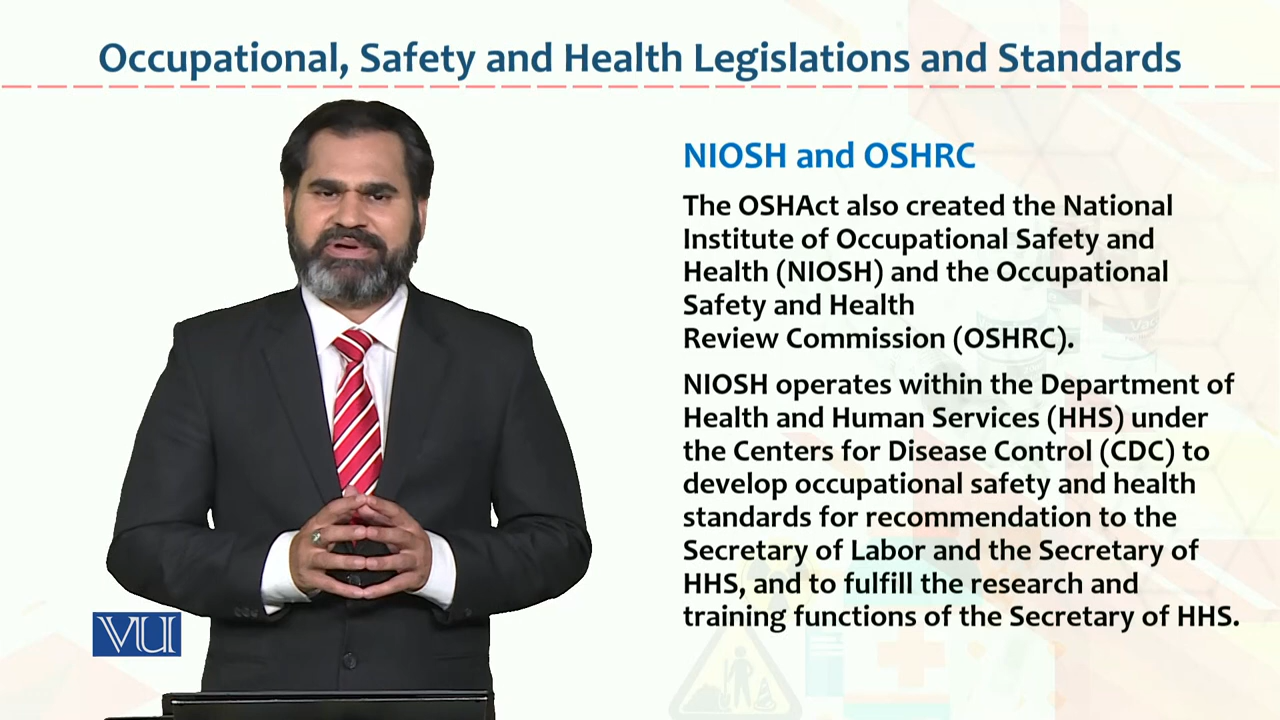 Occupational, Safety and Health Legislations and Standards
NIOSH and OSHRC
The OSHAct also created the National
Institute of Occupational Safety and
Health (NIOSH) and the Occupational
Safety and Health
Review Commission (OSHRC).
NIOSH operates within the Department of
Health and Human Services (HHS) under
the Centers for Disease Control (CDC) to
develop occupational safety and health
standards for recommendation to the
Secretary of Labor and the Secretary of
HHS, and to fulfill the research and
training functions of the Secretary of HHS.
VU